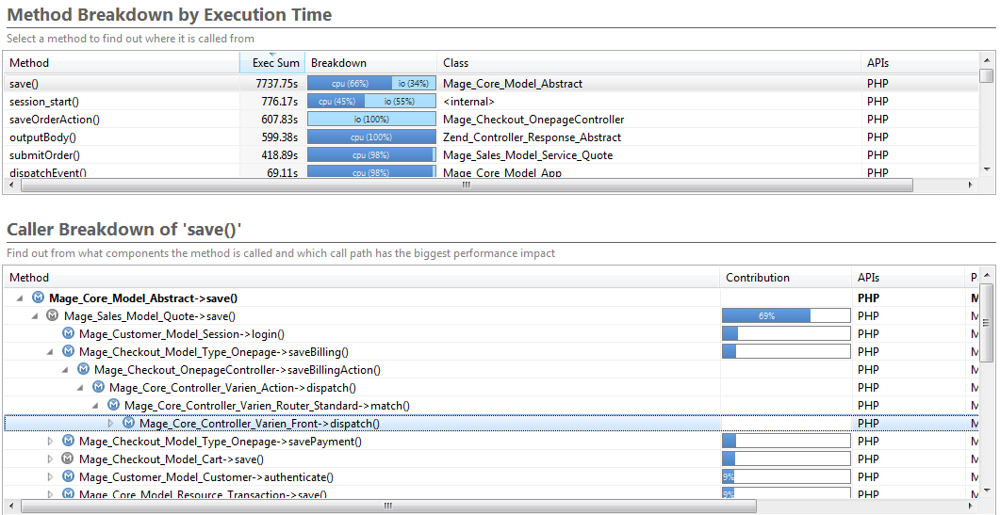 Method Breakdown by Execution Time
Select a method to find out where it is called from
Method Exec Sum Breakdown Class APIs
save() 7737.75s cpu (66%) io (34%) Mage_Core_Model_Abstract PHP
session_start() 776.17s cpu (45%) io (55%) <internal> PHP
saveOrderAction() 607.83s io (100%) Mage_Checkout_OnepageController PHP
outputBody() 599.38s cpu (100%) Zend_Controller_Response_Abstract PHP
submitOrder() 418.89s cpu (98%) Mage_Sales_Model_Service_Quote PHP
dispatchEvent() 69.11s cpu (98%) Mage_Core_Model_App PHP
Caller Breakdown of 'save()'
Find out from what components the method is called and which call path has the biggest performance impact
Method Contribution APIs P
M Mage_Core_Model_Abstract->save() PHP M
M Mage_Sales_Model_Quote->save() 69% PHP M
M Mage_Customer_Model_Session->login() PHP M
M Mage_Checkout_Model_Type_Onepage->saveBilling() PHP M
M Mage_Checkout_OnepageController->saveBillingAction() PHP M
M Mage_Core_Controller_Varien_Action->dispatch() PHP M
M Mage_Core_Controller_Varien_Router_Standard->match() PHP M
M Mage_Core_Controller_Varien_Front->dispatch() PHP M
M Mage_Checkout_Model_Type_Onepage->savePayment() PHP M
M Mage_Checkout_Model_Cart->save() PHP M
M Mage_Customer_Model_Customer->authenticate() 9% PHP M
M Mage_Core_Model_Resource_Transaction->save() 9% PHP M